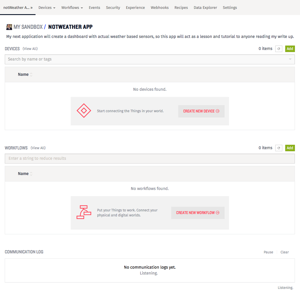 notWeather A...
Devices Workflows Events Security Experience Webhooks Recipes Data Explorer Settings
MY SANDBOX / NOTWEATHER APP
My next application will create a dashboard with actual weather based sensors, so this app will act as a lesson and tutorial to anyone reading my write up.
DEVICES (View All) 0 items Add
Search by name or tags
Name
No devices found.
Start connecting the Things in your world. CREATE NEW DEVICE
WORKFLOWS (View All) 0 items Add
Enter a string to reduce results
Name
No workflows found.
Put your Things to work. Connect your
physical and digital worlds.
CREATE NEW WORKFLOW
COMMUNICATION LOG Pause Clear
No communication logs yet.
Listening
Listening